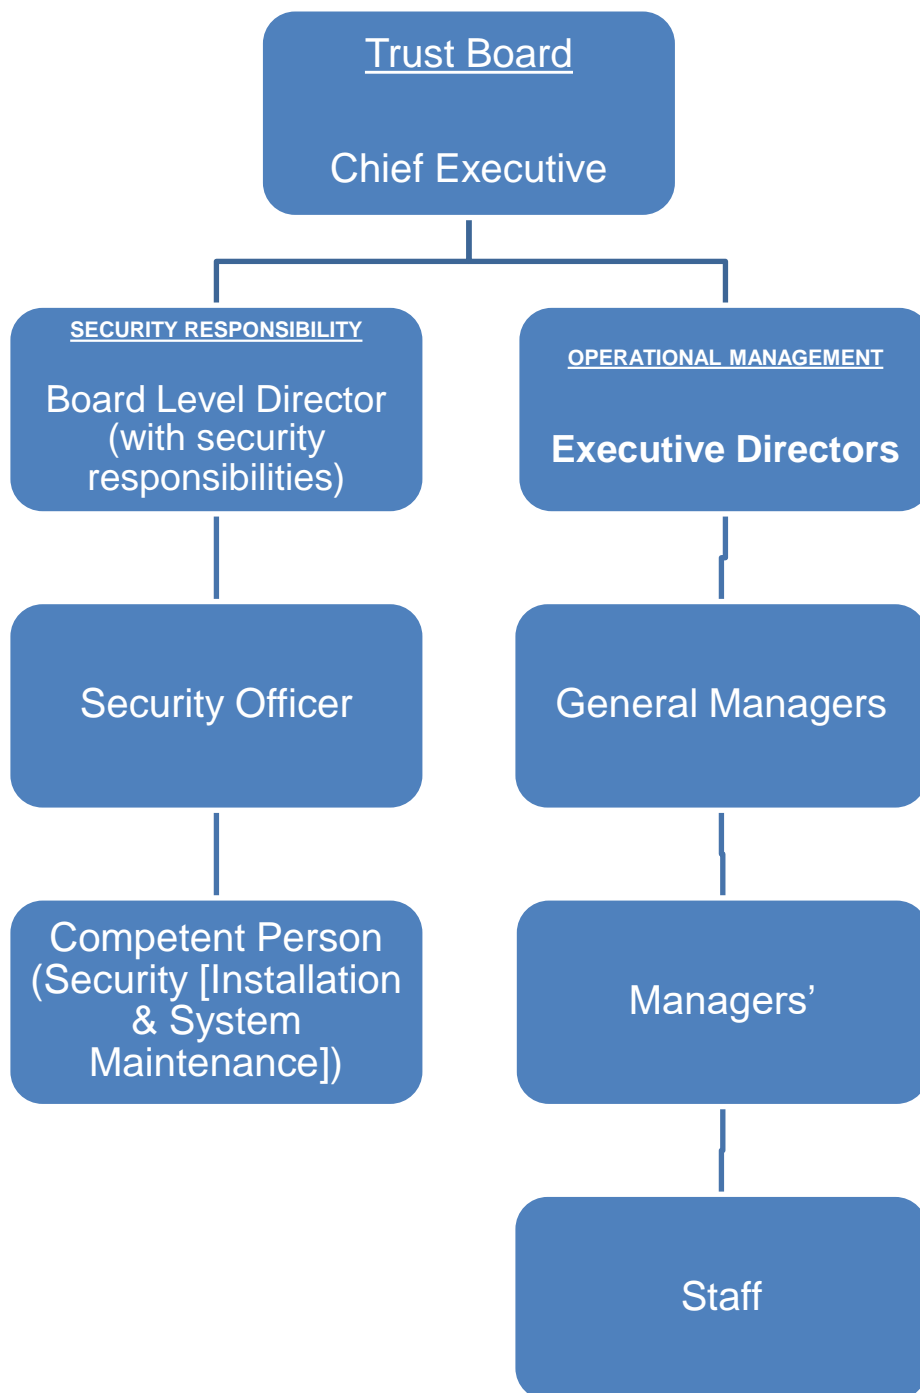 Trust Board
Chief Executive
SECURITY RESPONSIBILITY
Board Level Director
(with security
responsibilities)
OPERATIONAL MANAGEMENT
Executive Directors
Security Officer
General Managers
Competent Person
(Security [Installation
& System
Maintenance])
Managers’
Staff